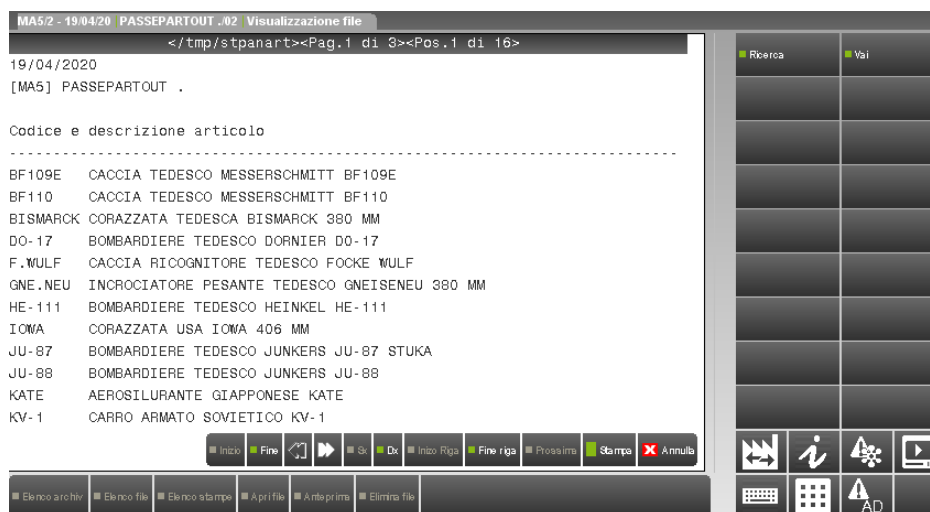 MA5/2 - 19/04/20 PASSEPARTOUT ./02 Visualizzazione file
</tmp/stpanart><Pag.1 di 3><Pos.1 di 16>
19/04/2020
[MA5] PASSEPARTOUT .
Codice e descrizione articolo
--------------------------------------------------------------------------
BF109E CACCIA TEDESCO MESSERSCHMITT BF109E
BF110 CACCIA TEDESCO MESSERSCHMITT BF110
BISMARCK CORAZZATA TEDESCA BISMARCK 380 MM
DO-17 BOMBARDIERE TEDESCO DORNIER DO-17
F.WULF CACCIA RICOGNITORE TEDESCO FOCKE WULF
GNE.NEU INCROCIATORE PESANTE TEDESCO GNEISENEU 380 MM
HE-111 BOMBARDIERE TEDESCO HEINKEL HE-111
IOWA CORAZZATA USA IOWA 406 MM
JU-87 BOMBARDIERE TEDESCO JUNKERS JU-87 STUKA
JU-88 BOMBARDIERE TEDESCO JUNKERS JU-88
KATE AEROSILURANTE GIAPPONESE KATE
KV-1 CARRO ARMATO SOVIETICO KV-1
Inizio Fine Sx Dx Inizo Riga Fine riga Prossima Stampa Annulla
Elenco archiv Elenco file Elenco stampe Apri file Anteprima Elimina file
Ricerca Vai
AD